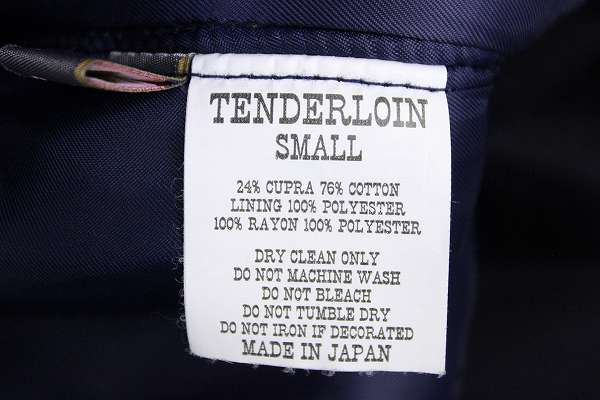 TENDERLOIN
SMALL
24% CUPRA 76% COTTON
LINING 100% POLYESTER
100% RAYON 100% POLYESTER
DRY CLEAN ONLY
DO NOT MACHINE WASH
DO NOT BLEACH
DO NOT TUMBLE DRY
DO NOT IRON IF DECORATED
MADE IN JAPAN